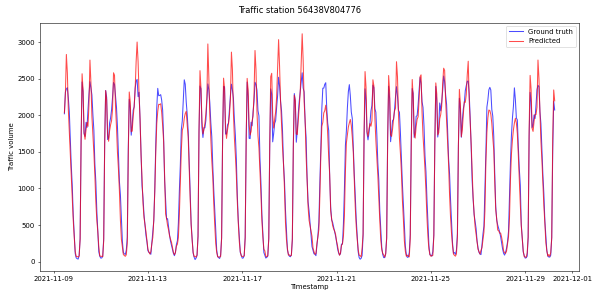 Traffic station 56438V804776
Ground truth
Predicted
3000
2500
2000
1500
1000
500
0
Traffic volume
2021-11-09
2021-11-13
2021-11-17
2021-11-21
2021-11-25
2021-11-29
2021-12-01
Timestamp